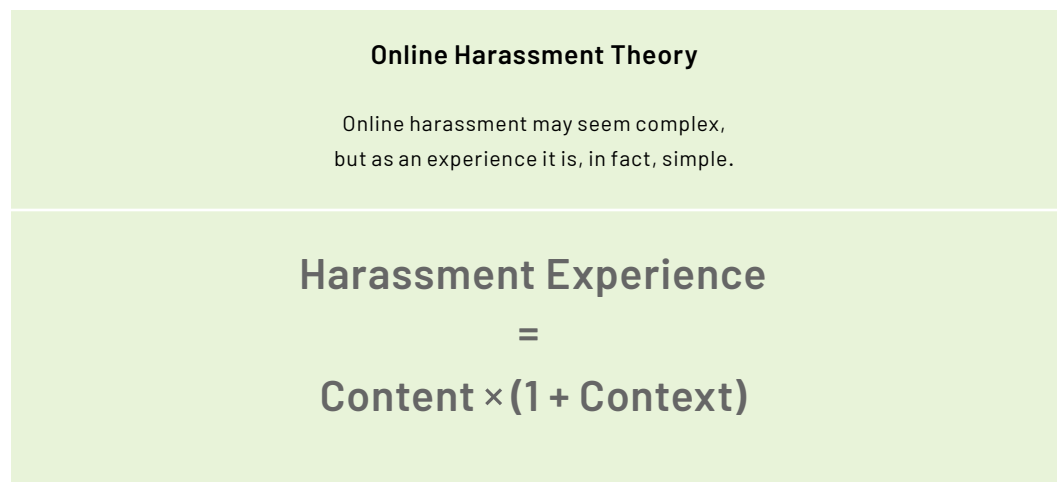 Online Harassment Theory
Online harassment may seem complex,
but as an experience it is, in fact, simple.
Harassment Experience
=
Content × (1 + Context)